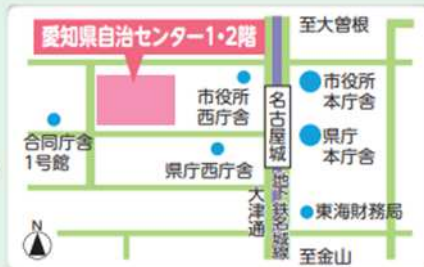 愛知県自治センター1・2階
至大曽根
市役所
西庁舎
名古屋城
市役所
本庁舎
合同庁舎
1号館
県庁西庁舎
県庁
本庁舎
大津通
地下鉄名城線
東海財務局
N
至金山